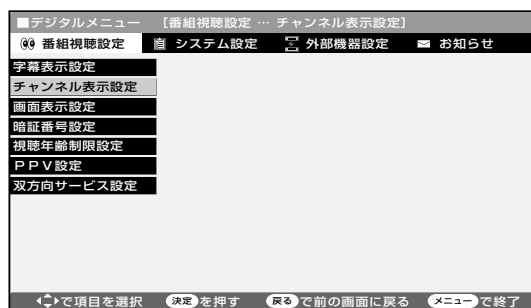 ■デジタルメニュー [番組視聴設定 … チャンネル表示設定]
番組視聴設定 システム設定 外部機器設定 お知らせ
字幕表示設定
チャンネル表示設定
画面表示設定
暗証番号設定
視聴年齢制限設定
ＰＰＶ設定
双方向サービス設定
で項目を選択 決定を押す 戻るで前の画面に戻る メニューで終了